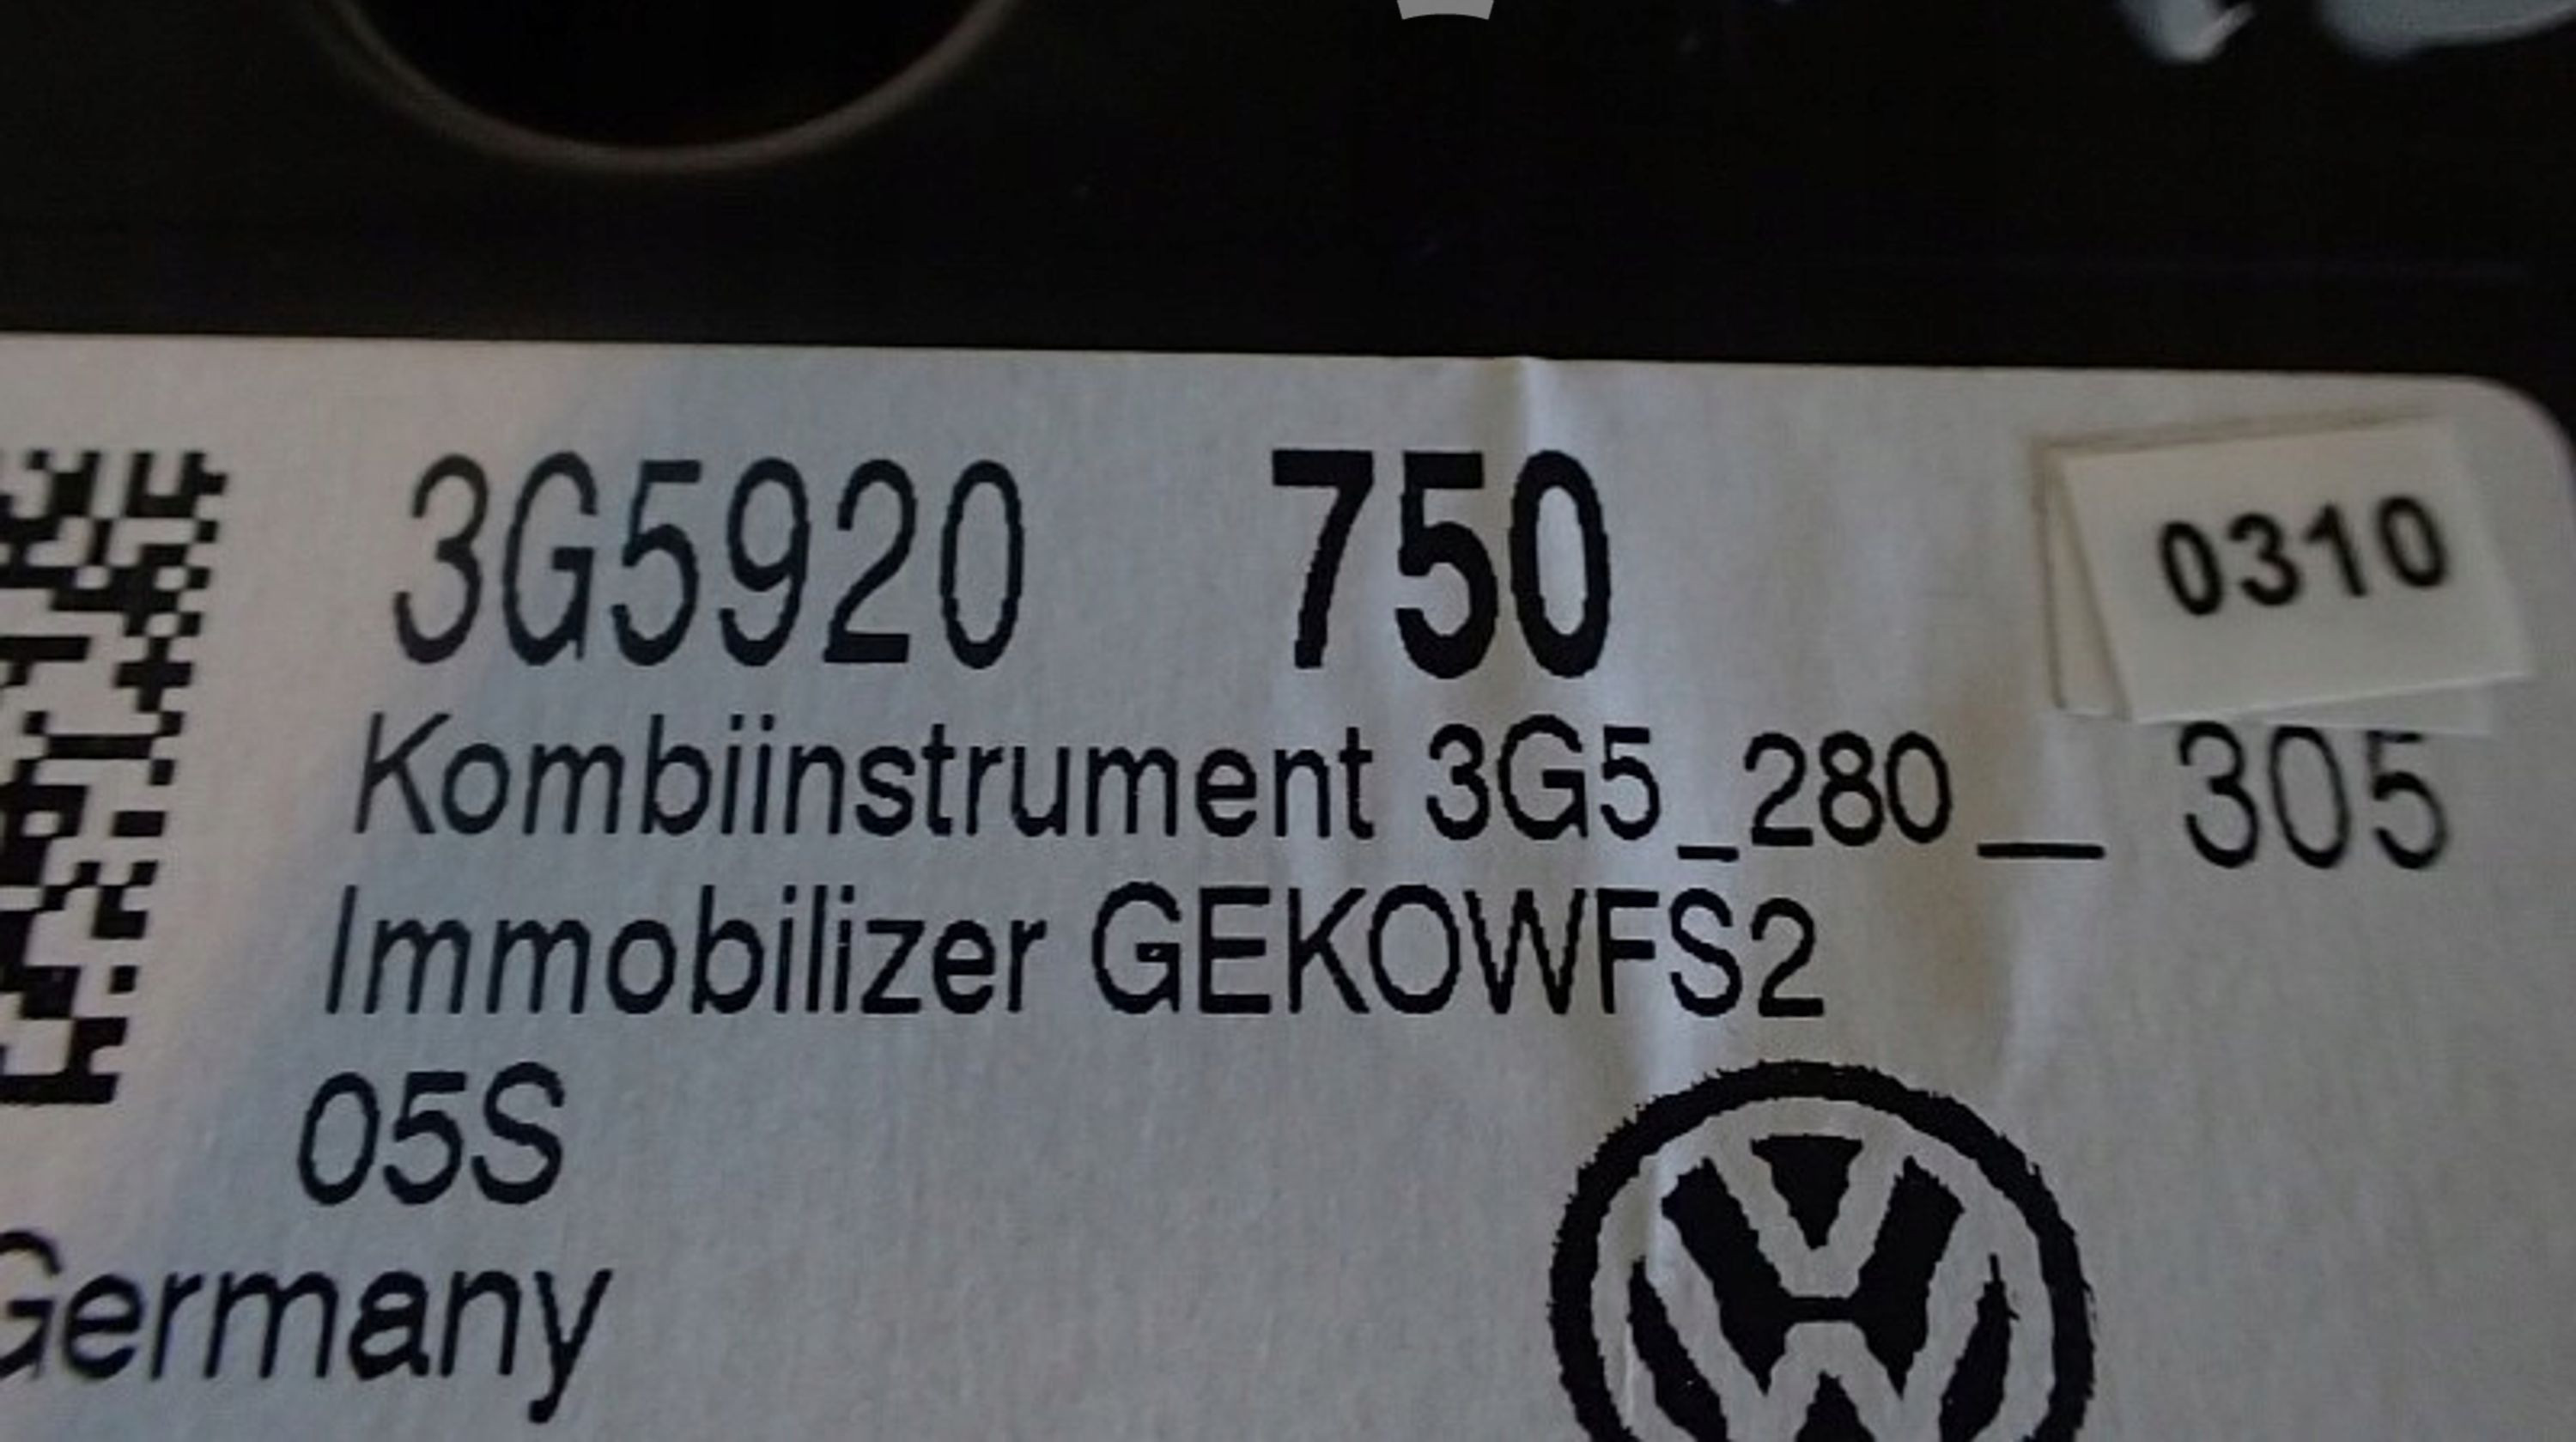 3G5920 750
0310
Kombiinstrument 3G5_280__ 305
Immobilizer GEKOWFS2
05S
Germany